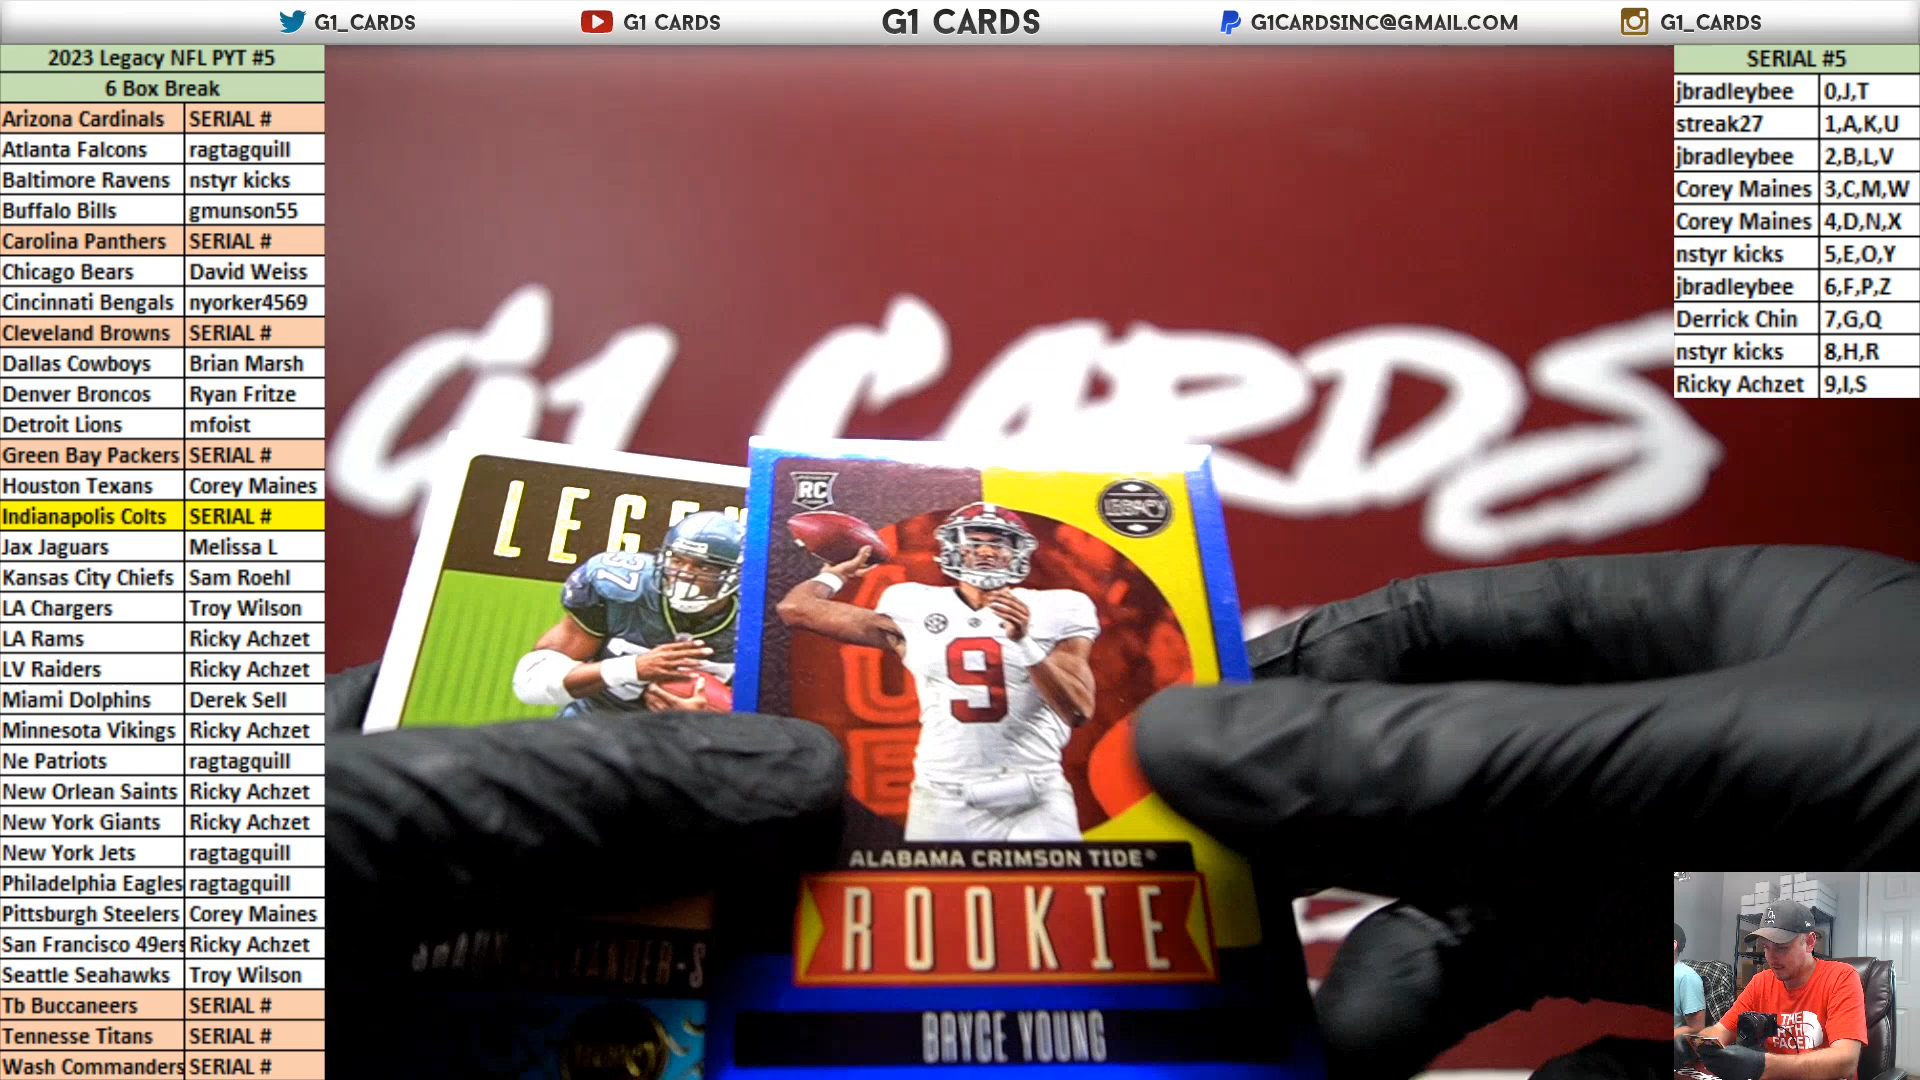 G1_CARDS
G1 CARDS
G1 CARDS
G1CARDSINC@GMAIL.COM
G1_CARDS
2023 Legacy NFL PYT #5
6 Box Break
Arizona Cardinals SERIAL #
Atlanta Falcons ragtagquill
Baltimore Ravens nstyr kicks
Buffalo Bills gmunson55
Carolina Panthers SERIAL #
Chicago Bears David Weiss
Cincinnati Bengals nyorker4569
Cleveland Browns SERIAL #
Dallas Cowboys Brian Marsh
Denver Broncos Ryan Fritze
Detroit Lions mfoist
Green Bay Packers SERIAL #
Houston Texans Corey Maines
Indianapolis Colts SERIAL #
Jax Jaguars Melissa L
Kansas City Chiefs Sam Roehl
LA Chargers Troy Wilson
LA Rams Ricky Achzet
LV Raiders Ricky Achzet
Miami Dolphins Derek Sell
Minnesota Vikings Ricky Achzet
Ne Patriots ragtagquill
New Orlean Saints Ricky Achzet
New York Giants Ricky Achzet
New York Jets ragtagquill
Philadelphia Eagles ragtagquill
Pittsburgh Steelers Corey Maines
San Francisco 49ers Ricky Achzet
Seattle Seahawks Troy Wilson
Tb Buccaneers SERIAL #
Tennesse Titans SERIAL #
Wash Commanders SERIAL #
SERIAL #5
jbradleybee 0,J,T
streak27 1,A,K,U
jbradleybee 2,B,L,V
Corey Maines 3,C,M,W
Corey Maines 4,D,N,X
nstyr kicks 5,E,O,Y
jbradleybee 6,F,P,Z
Derrick Chin 7,G,Q
nstyr kicks 8,H,R
Ricky Achzet 9,I,S
G1 CARDS
LEGE
37
RC
LEGACY
9
ALABAMA CRIMSON TIDE
ROOKIE
BRYCE YOUNG
THE
NORTH
FACE